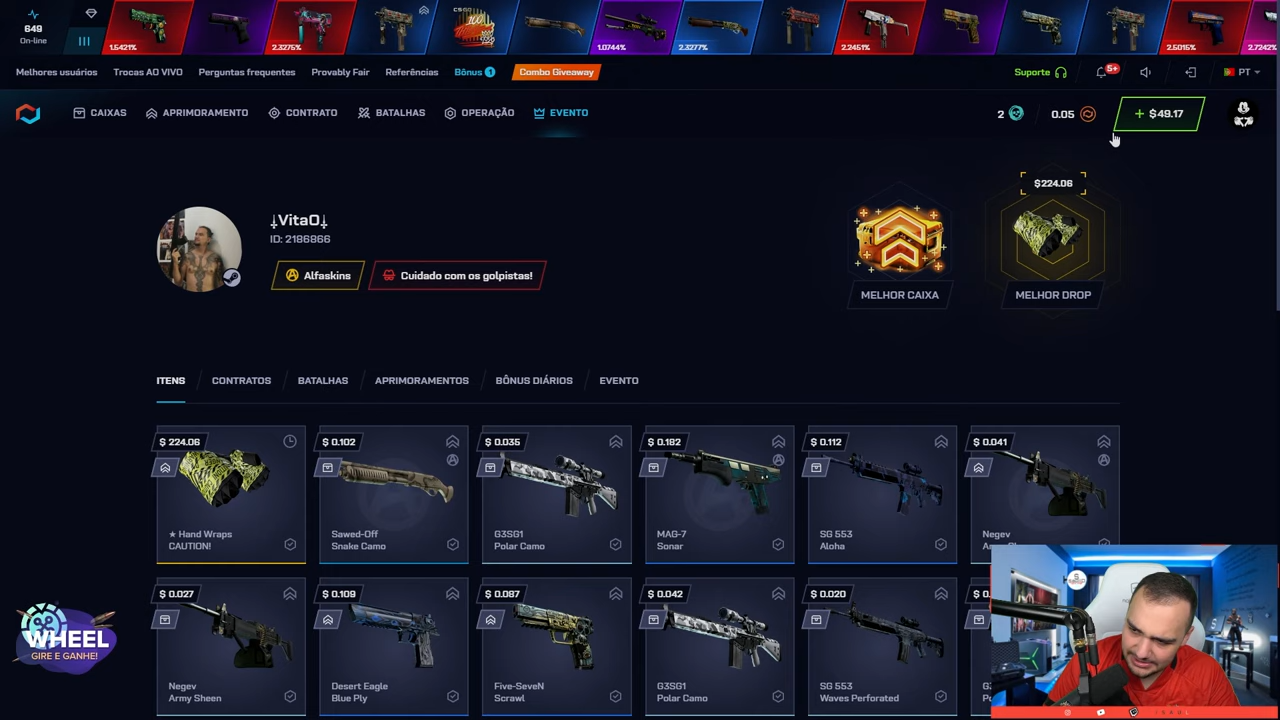 649
On-line
1.5421%
2.3275%
CS:GO
100
1.0744%
2.3277%
2.2451%
2.5015%
2.7242%
Melhores usuários
Trocas AO VIVO
Perguntas frequentes
Provably Fair
Referências
Bônus 1
Combo Giveaway
Suporte
5+
PT
CAIXAS
APRIMORAMENTO
CONTRATO
BATALHAS
OPERAÇÃO
EVENTO
2
0.05
+ $49.17
⸸VitaO⸸
ID: 2186866
Alfaskins
Cuidado com os golpistas!
MELHOR CAIXA
$224.06
MELHOR DROP
ITENS
CONTRATOS
BATALHAS
APRIMORAMENTOS
BÔNUS DIÁRIOS
EVENTO
$ 224.06
★ Hand Wraps
CAUTION!
$ 0.102
Sawed-Off
Snake Camo
$ 0.035
G3SG1
Polar Camo
$ 0.182
MAG-7
Sonar
$ 0.112
SG 553
Aloha
$ 0.041
Negev
$ 0.027
Negev
Army Sheen
$ 0.109
Desert Eagle
Blue Ply
$ 0.087
Five-SeveN
Scrawl
$ 0.042
G3SG1
Polar Camo
$ 0.020
SG 553
Waves Perforated
WHEEL
GIRE E GANHE!